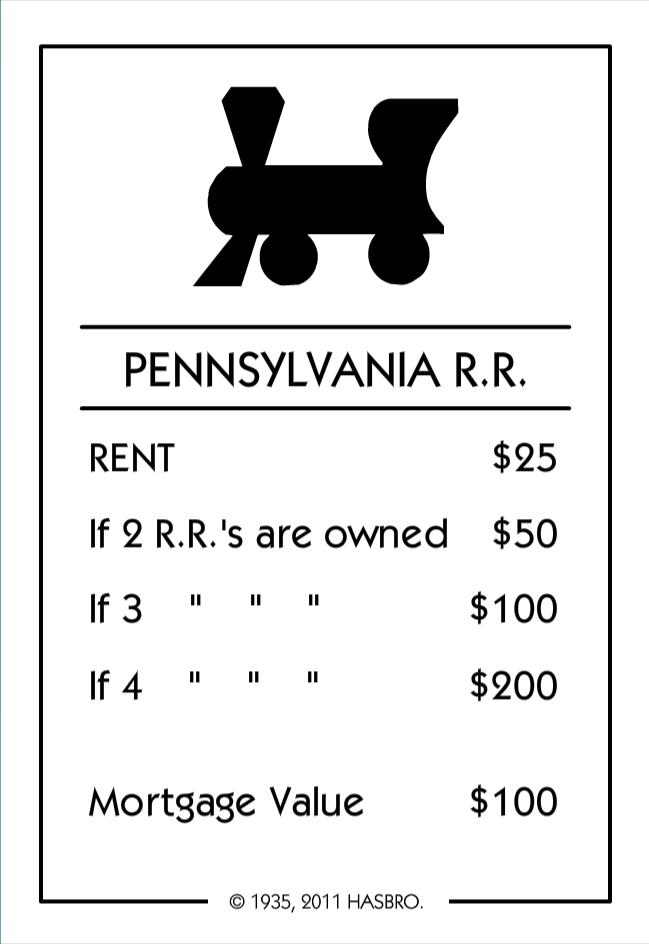 PENNSYLVANIA R.R.
RENT $25
If 2 R.R.'s are owned $50
If 3 " " " $100
If 4 " " " $200
Mortgage Value $100
© 1935, 2011 HASBRO.